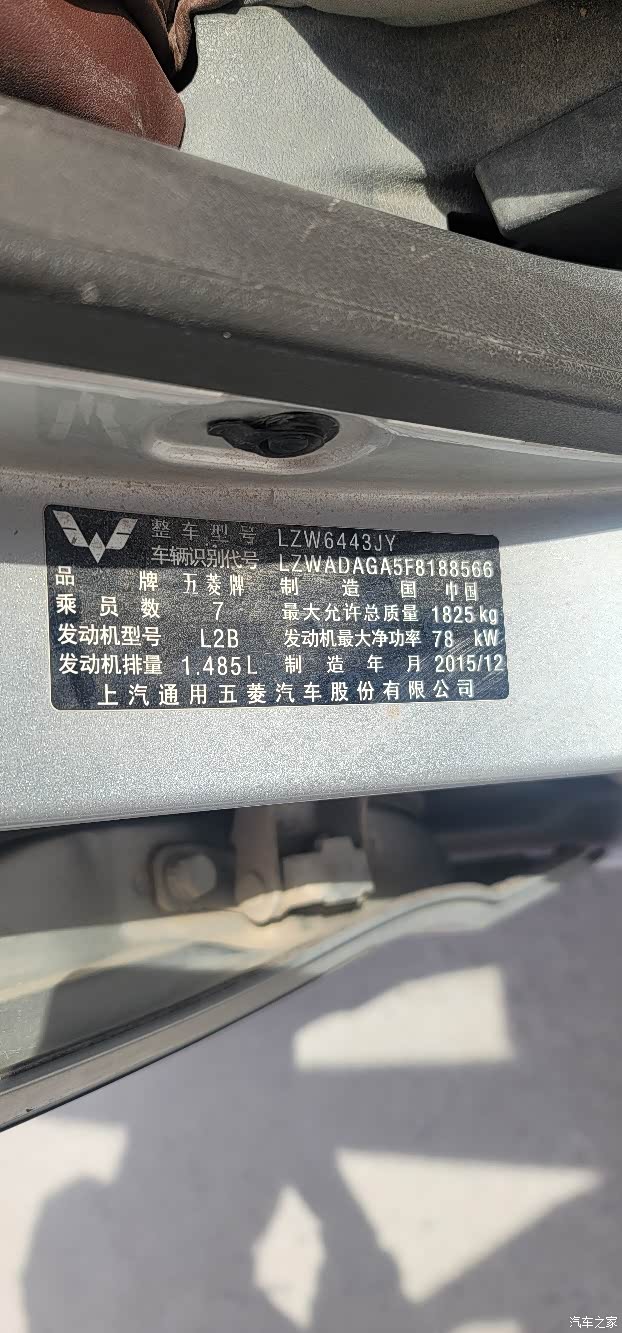 整车型号 LZW6443JY
车辆识别代号 LZWADAGA5F8188566
品牌 五菱牌 制造国 中国
乘员数 7 最大允许总质量 1825 kg
发动机型号 L2B 发动机最大净功率 78 kW
发动机排量 1.485L 制造年月 2015/12
上汽通用五菱汽车股份有限公司
汽车之家